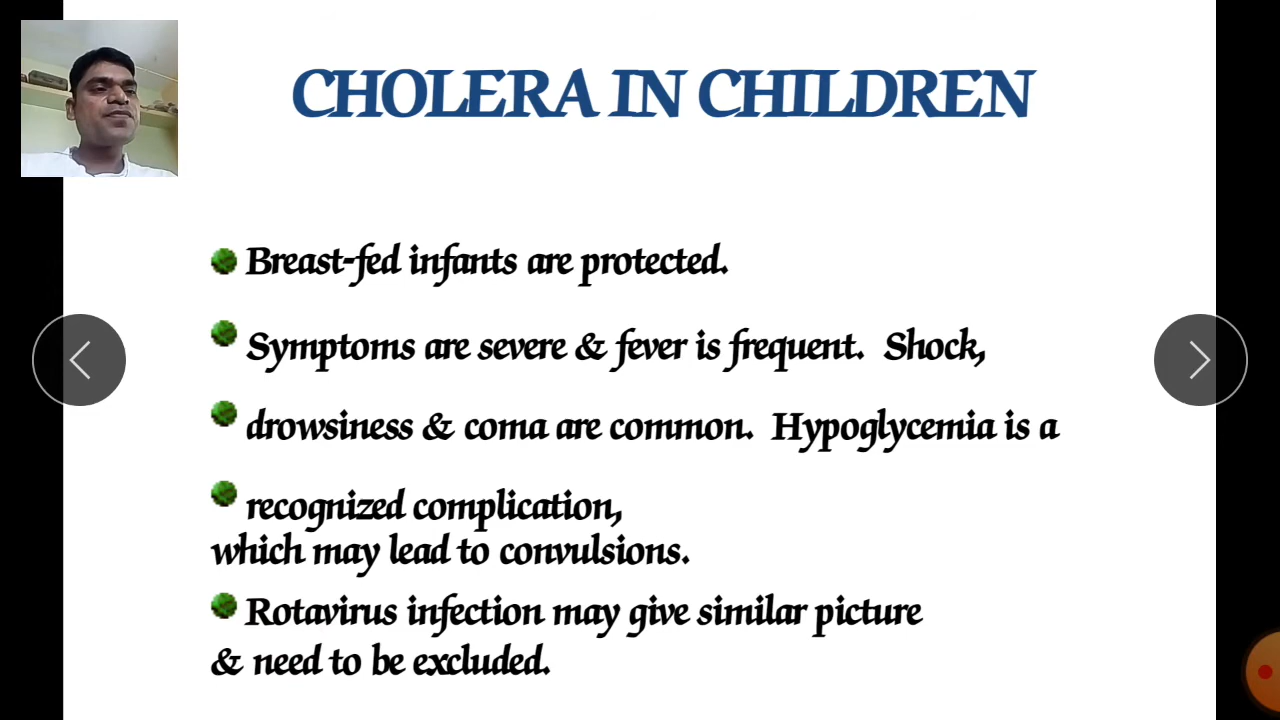 CHOLERA IN CHILDREN
Breast-fed infants are protected.
Symptoms are severe & fever is frequent. Shock,
drowsiness & coma are common. Hypoglycemia is a
recognized complication,
which may lead to convulsions.
Rotavirus infection may give similar picture
& need to be excluded.